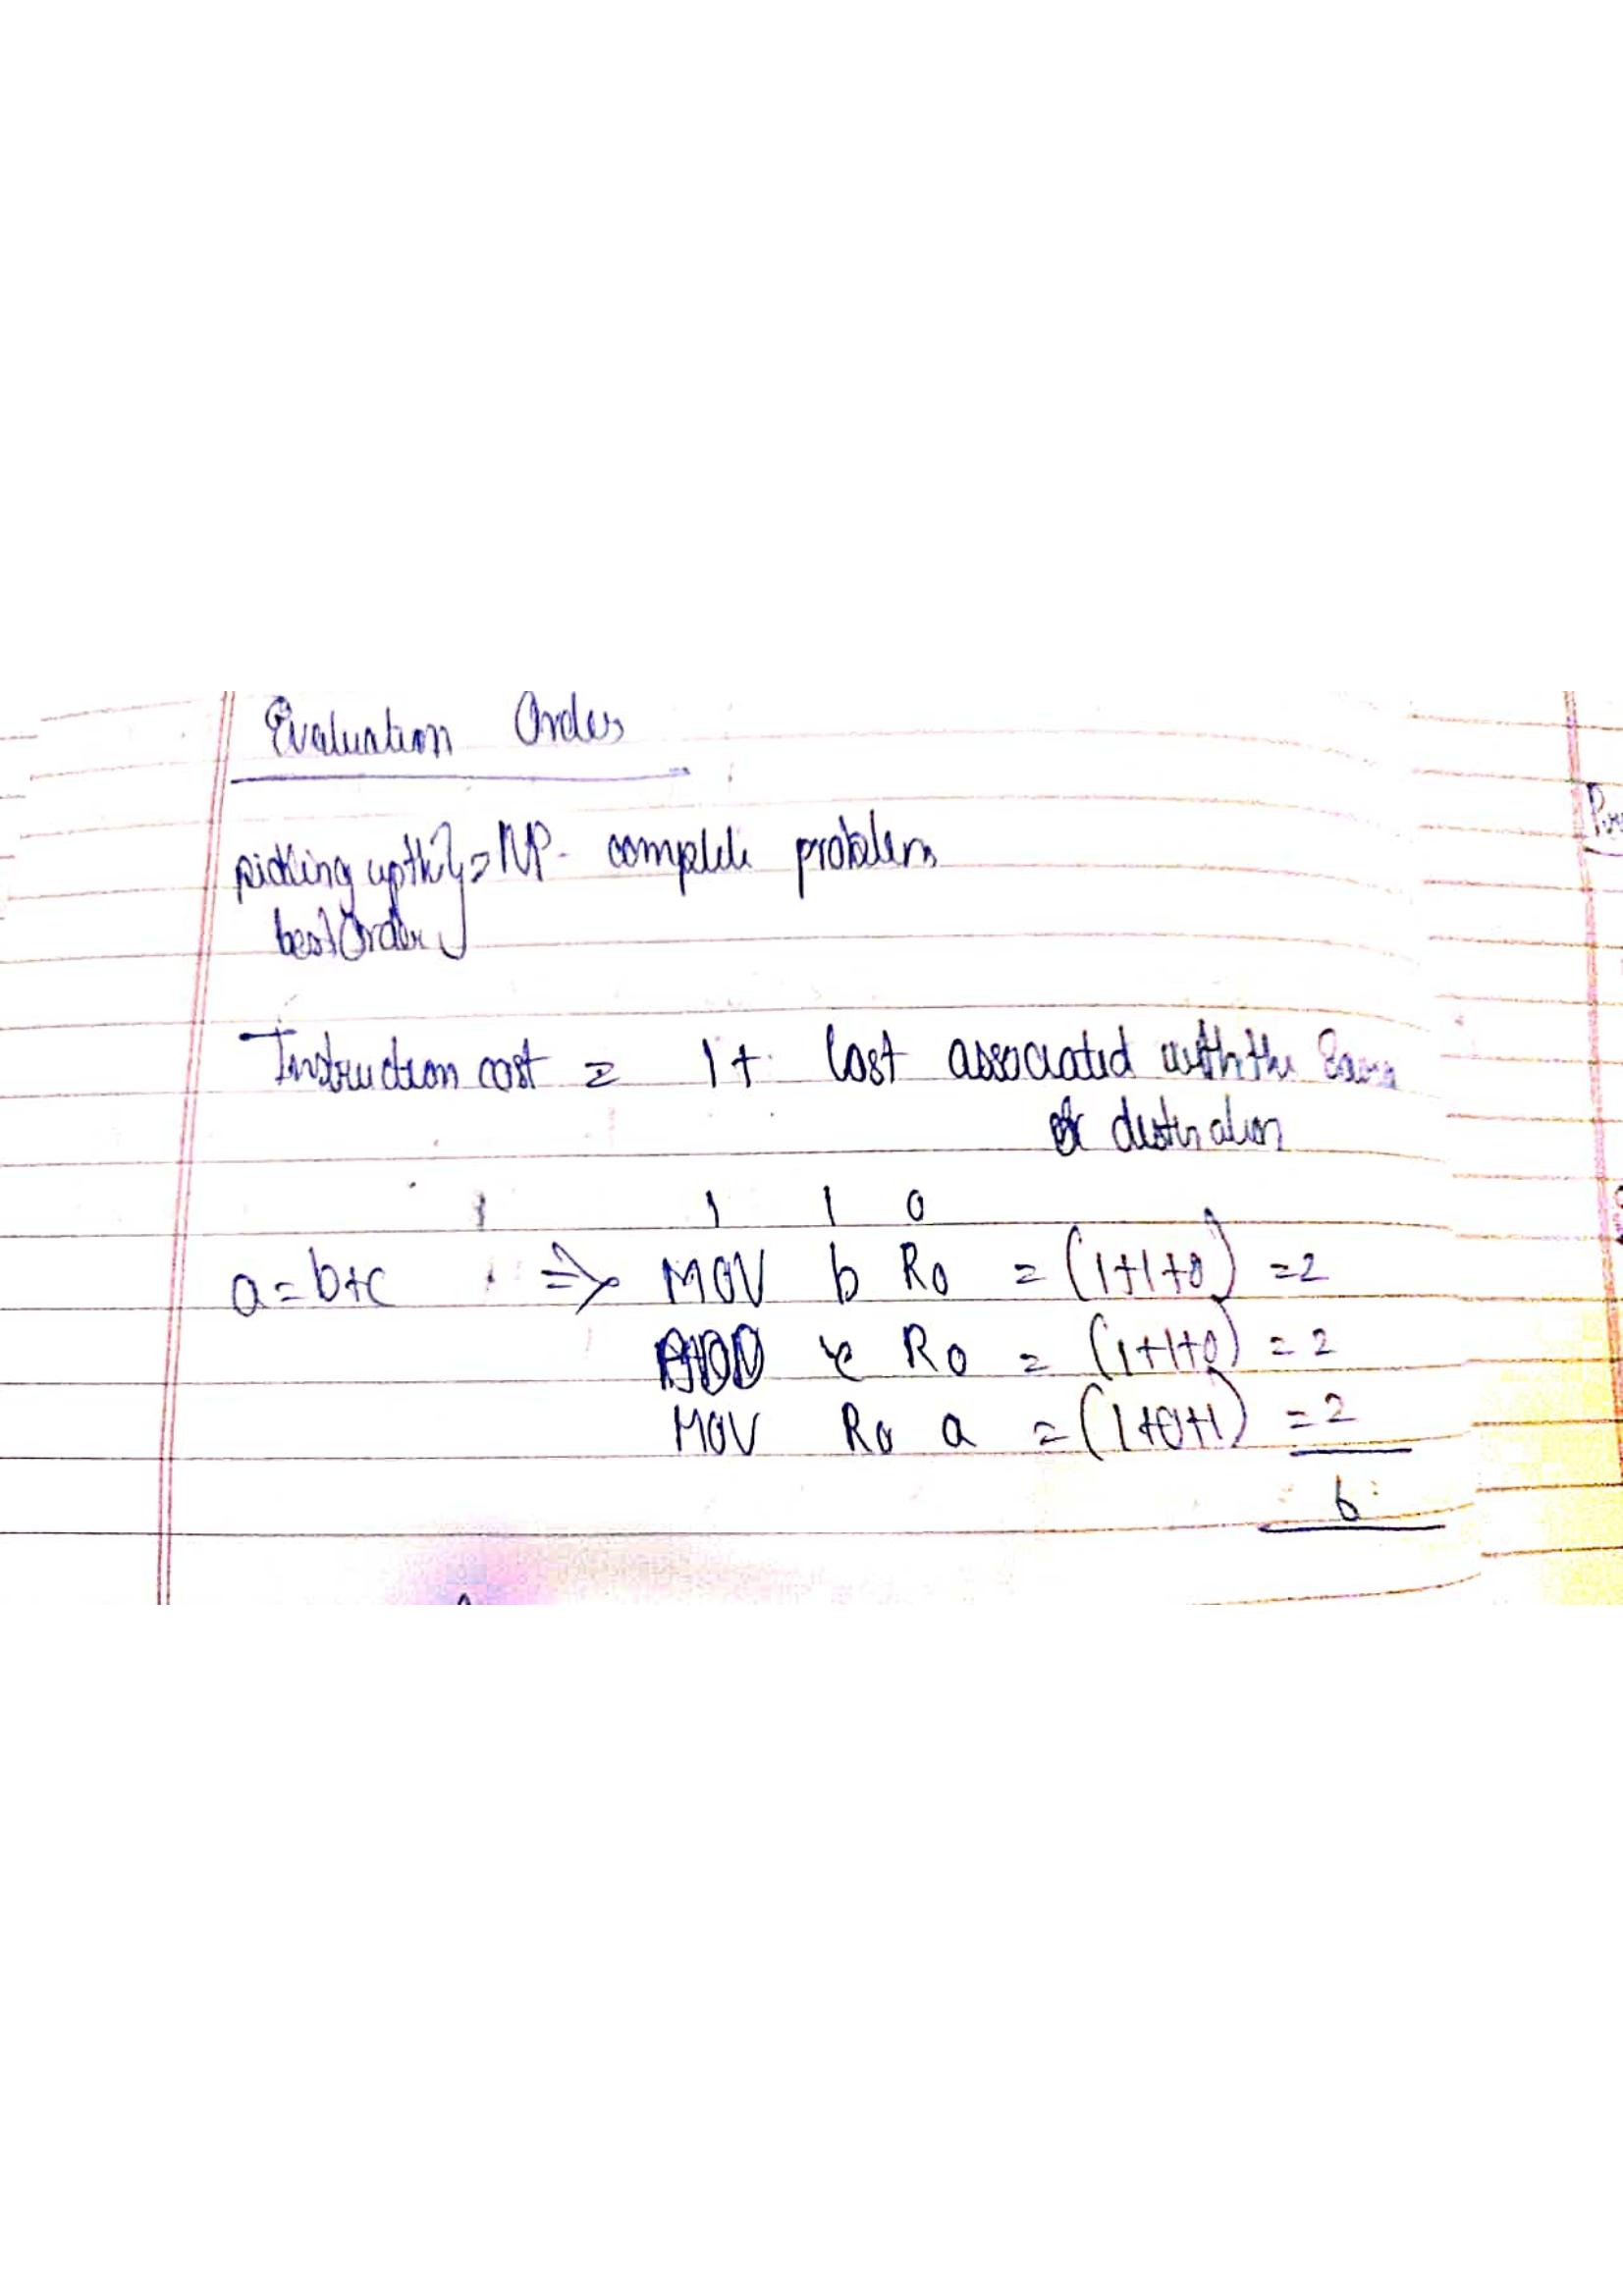 Evaluation Order
picking up the } = NP- complete problem
best Order
Instruction cost = 1 + Cost associated with the
& destination
1 1 0
a = b+c ⇒ MOV b R0 = (1+1+0) = 2
ADD c R0 = (1+1+0) = 2
MOV R0 a = (1+0+1) = 2
6